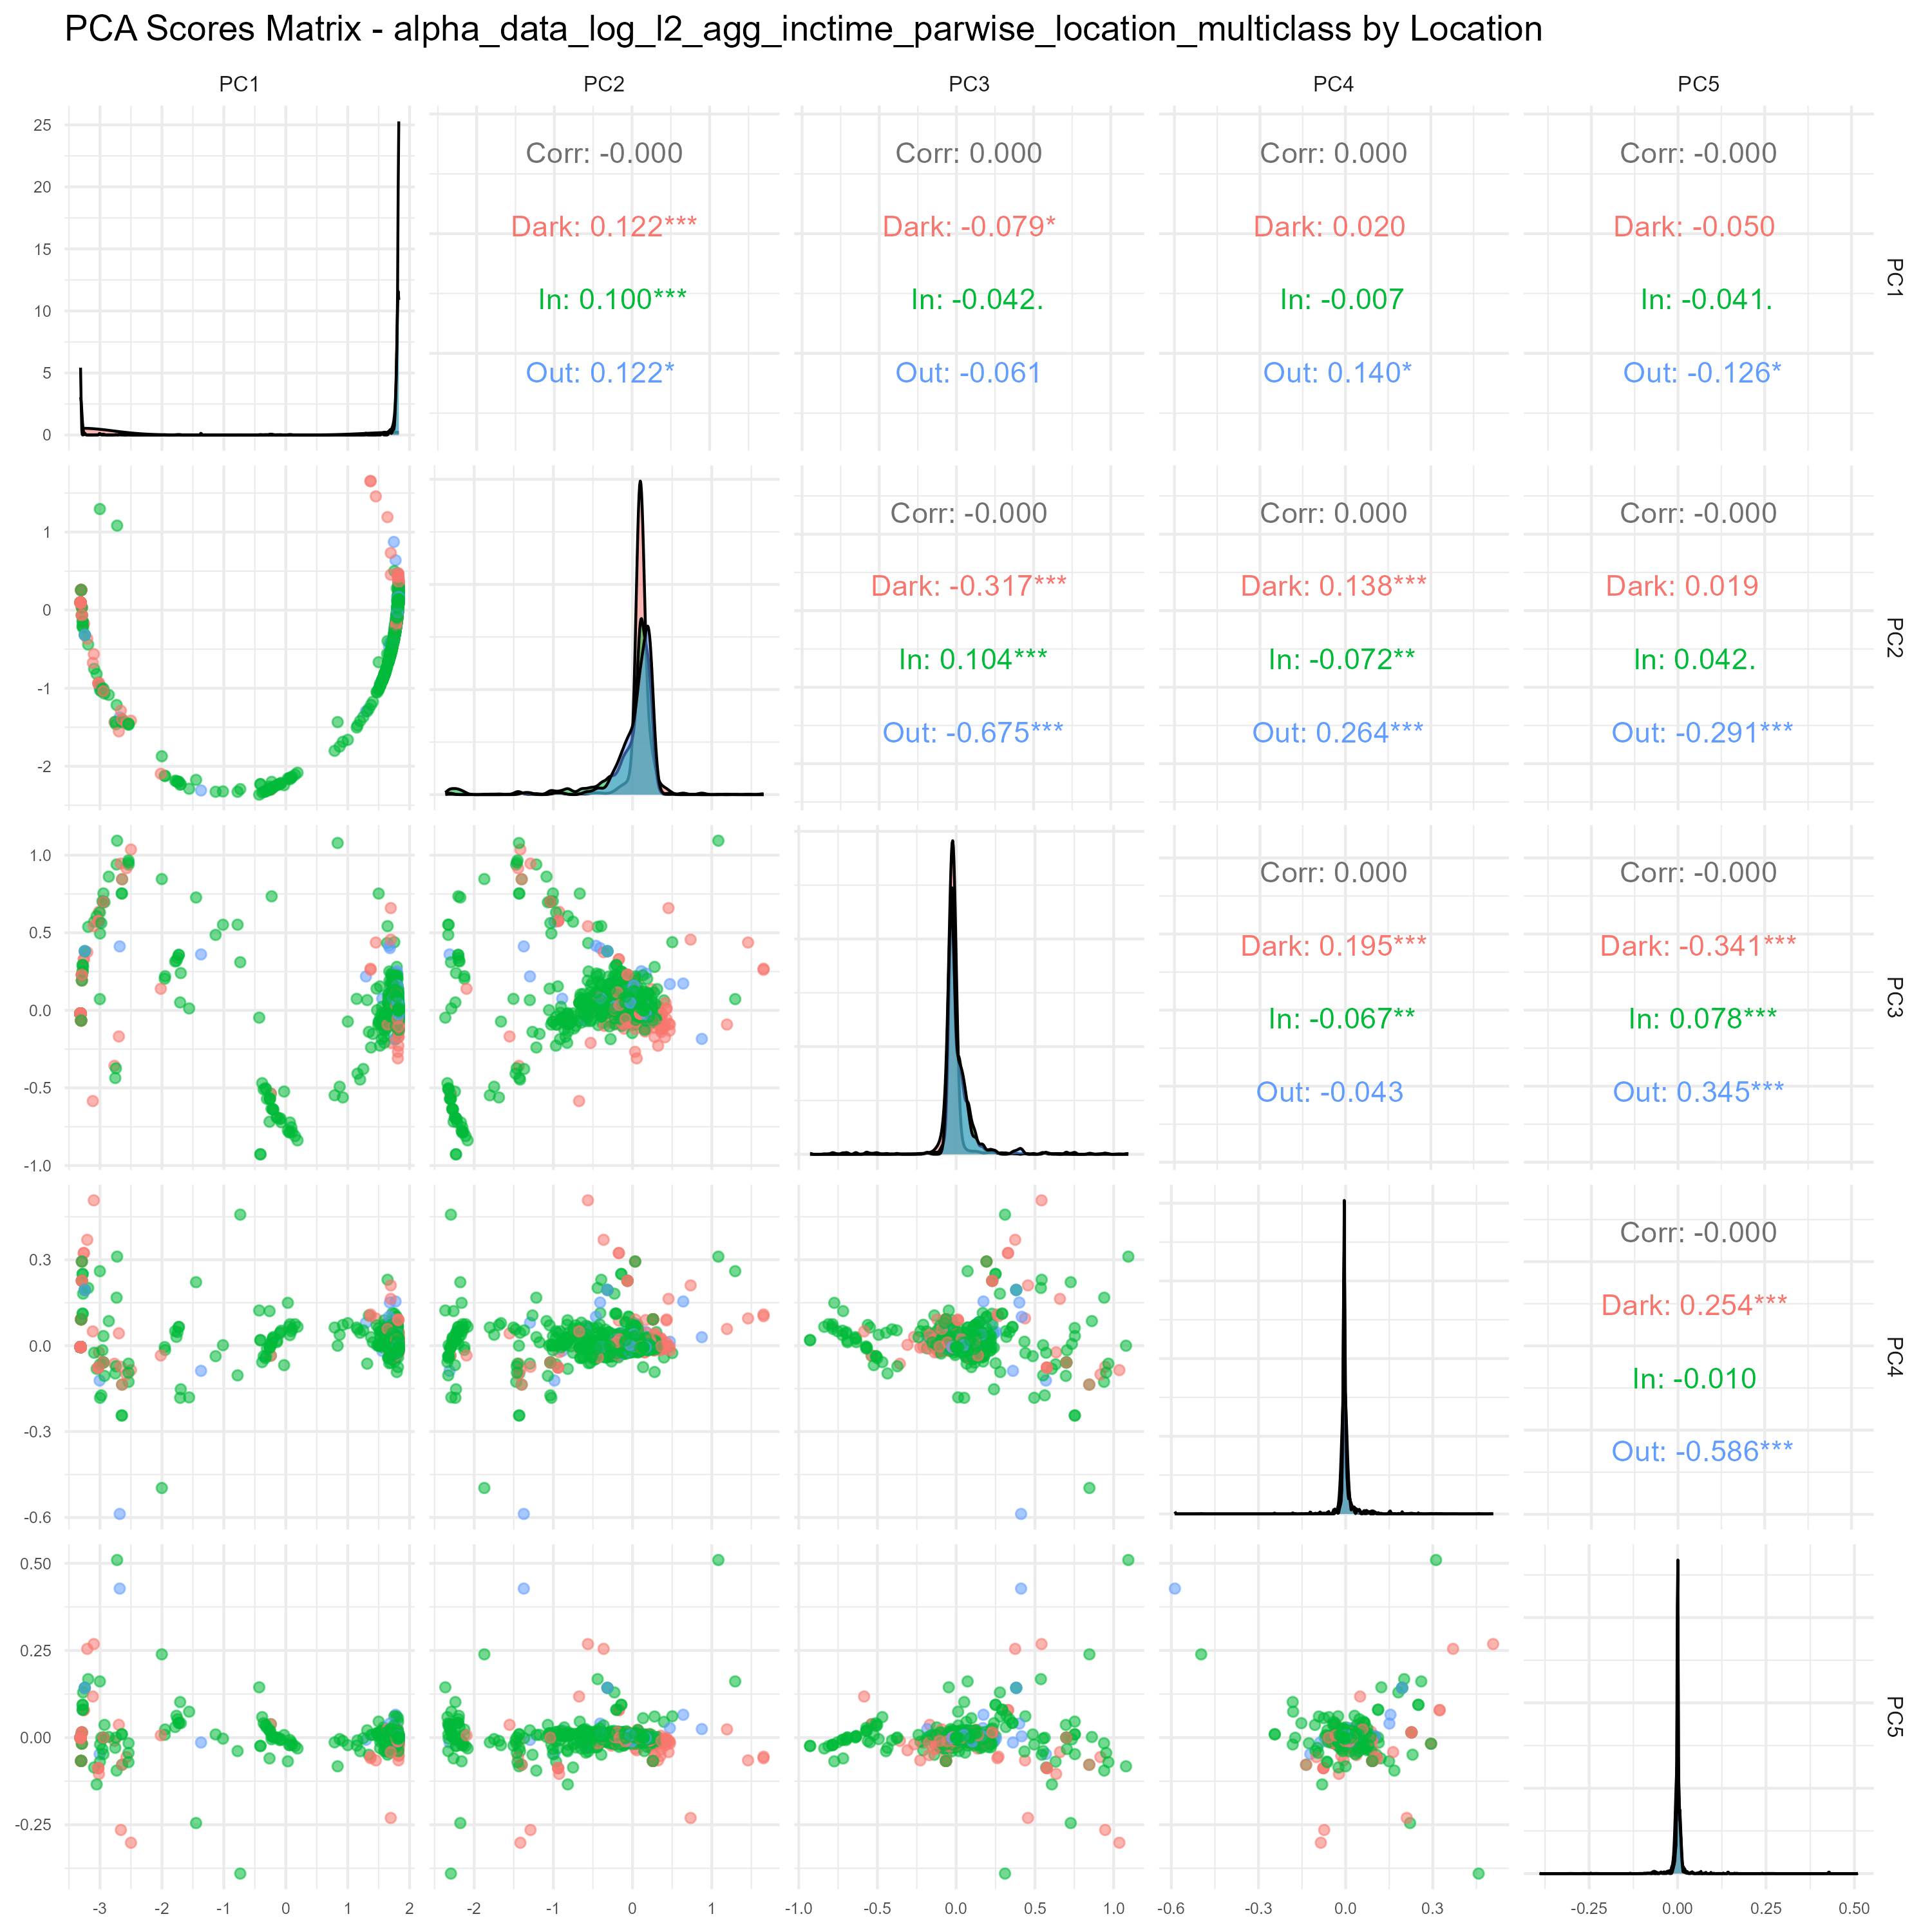 PCA Scores Matrix - alpha_data_log_l2_agg_inctime_parwise_location_multiclass by Location
PC1 PC2 PC3 PC4 PC5
25
20
15
10
5
0
Corr: -0.000
Dark: 0.122***
In: 0.100***
Out: 0.122*
Corr: 0.000
Dark: -0.079*
In: -0.042.
Out: -0.061
Corr: 0.000
Dark: 0.020
In: -0.007
Out: 0.140*
Corr: -0.000
Dark: -0.050
In: -0.041.
Out: -0.126*
PC1
1
0
-1
-2
Corr: -0.000
Dark: -0.317***
In: 0.104***
Out: -0.675***
Corr: 0.000
Dark: 0.138***
In: -0.072**
Out: 0.264***
Corr: -0.000
Dark: 0.019
In: 0.042.
Out: -0.291***
PC2
1.0
0.5
0.0
-0.5
-1.0
Corr: 0.000
Dark: 0.195***
In: -0.067**
Out: -0.043
Corr: -0.000
Dark: -0.341***
In: 0.078***
Out: 0.345***
PC3
0.3
0.0
-0.3
-0.6
Corr: -0.000
Dark: 0.254***
In: -0.010
Out: -0.586***
PC4
0.50
0.25
0.00
-0.25
PC5
-3 -2 -1 0 1 2
-2 -1 0 1
-1.0 -0.5 0.0 0.5 1.0
-0.6 -0.3 0.0 0.3
-0.25 0.00 0.25 0.50